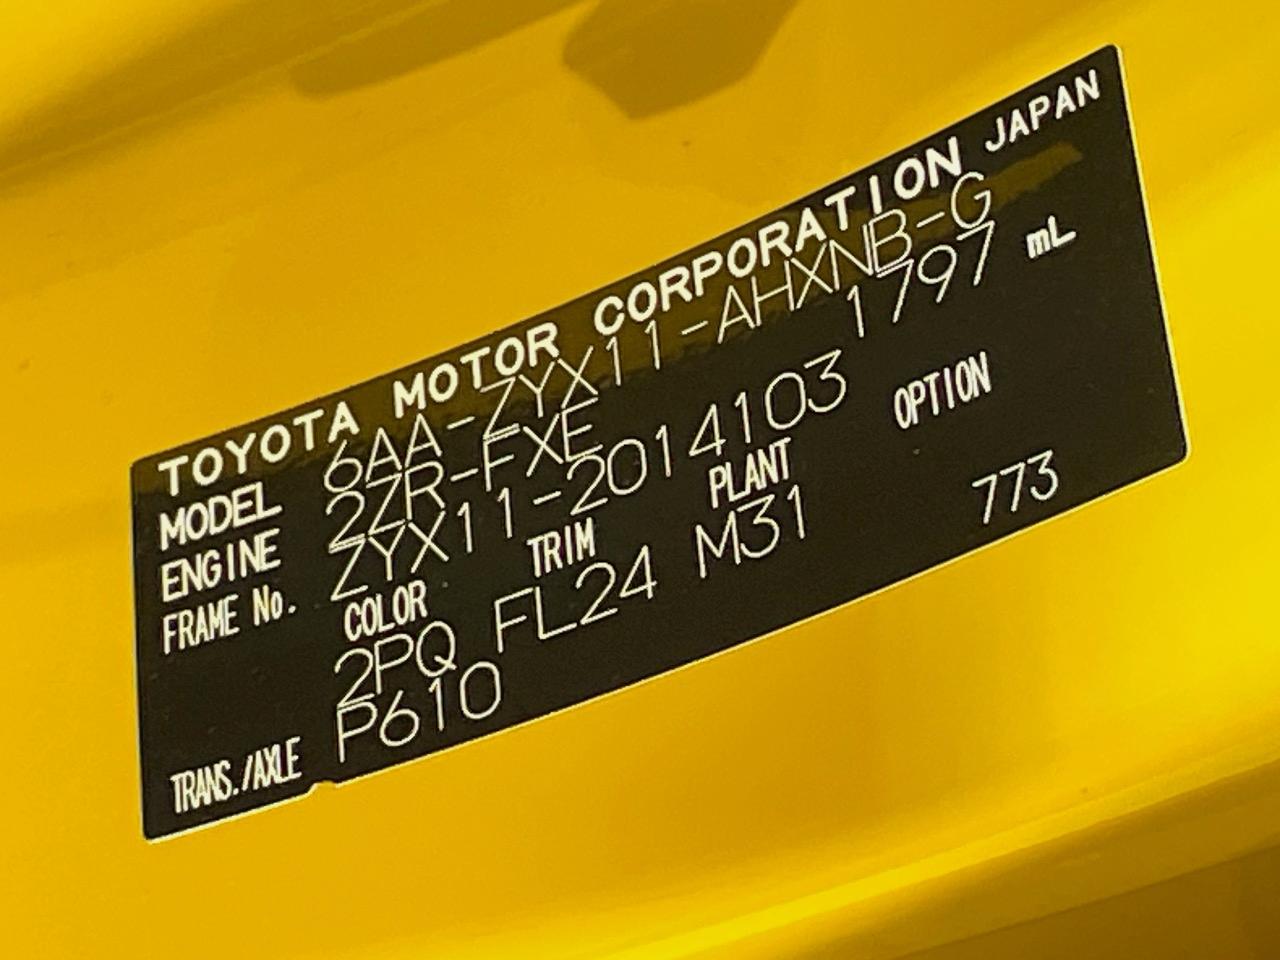 TOYOTA MOTOR CORPORATION JAPAN
MODEL 6AA-ZYX11-AHXNB-G
ENGINE 2ZR-FXE 1797 mL
FRAME No. ZYX11-2014103
COLOR TRIM PLANT OPTION
2PQ FL24 M31 773
TRANS./AXLE P610